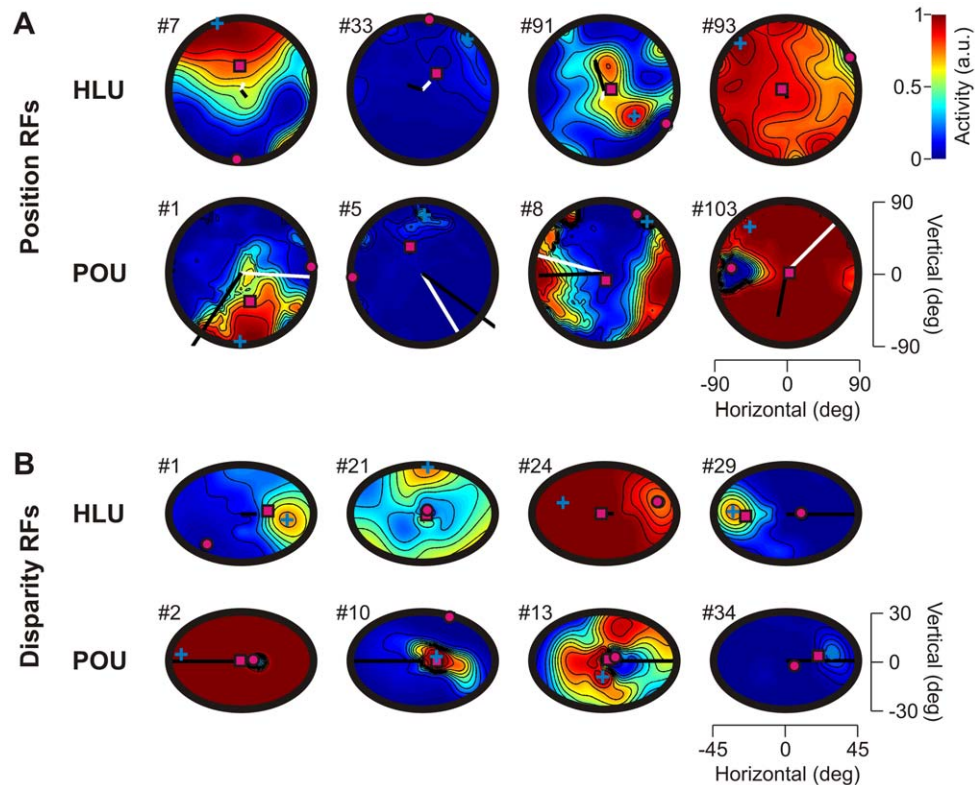 A
Position RFs
HLU
#7
#33
#91
#93
1
0.5
0
Activity (a.u.)
POU
#1
#5
#8
#103
90
0
-90
Vertical (deg)
-90
0
90
Horizontal (deg)
B
Disparity RFs
HLU
#1
#21
#24
#29
POU
#2
#10
#13
#34
30
0
-30
Vertical (deg)
-45
0
45
Horizontal (deg)